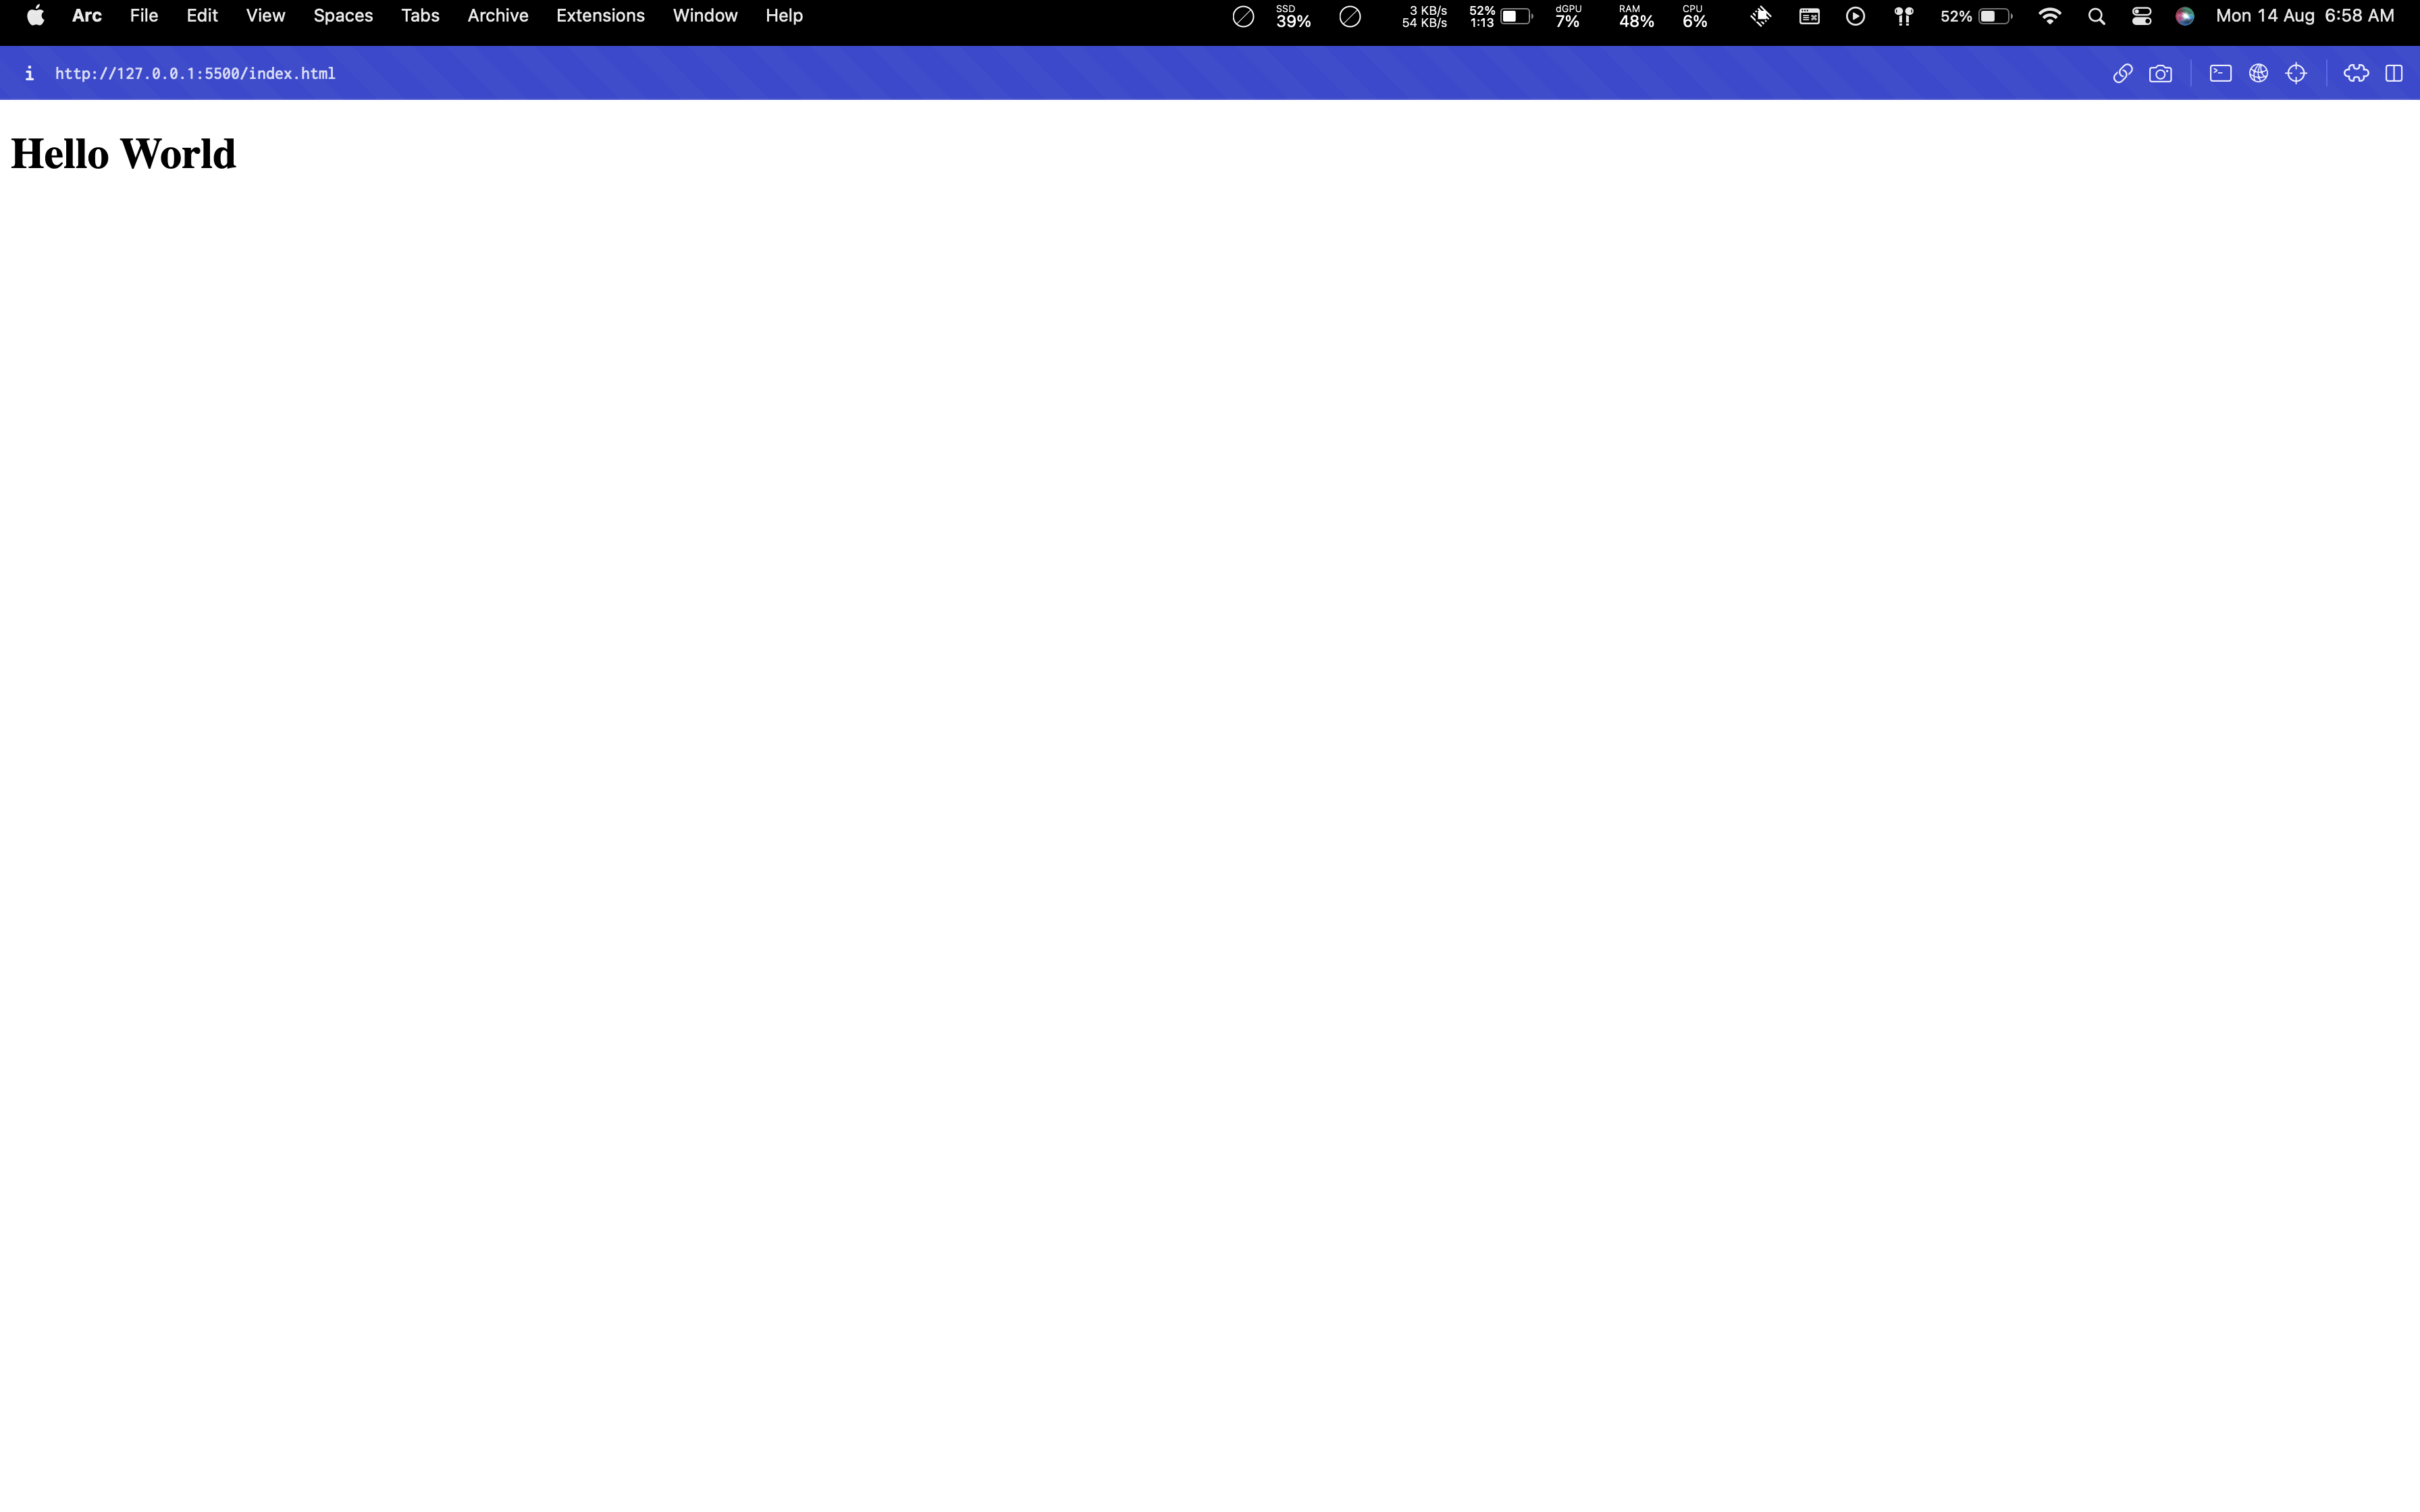 Arc File Edit View Spaces Tabs Archive Extensions Window Help SSD 39% 3 KB/s 54 KB/s 52% 1:13 dGPU 7% RAM 48% CPU 6% 52% Mon 14 Aug 6:58 AM
i http://127.0.0.1:5500/index.html
Hello World